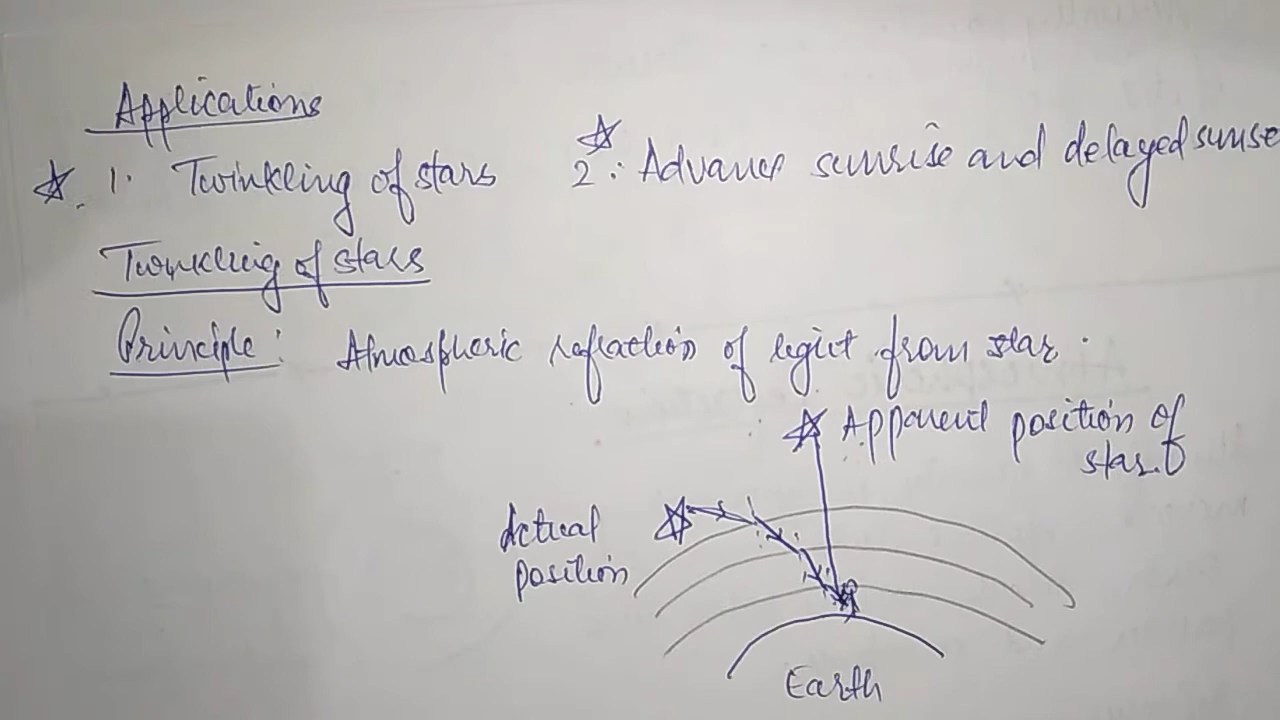 Applications
1. Twinkling of stars 2. Advance sunrise and delayed sunse
Twinkling of stars
Principle: Atmospheric refraction of light from star.
Apparent position of
star.
Actual
position
Earth